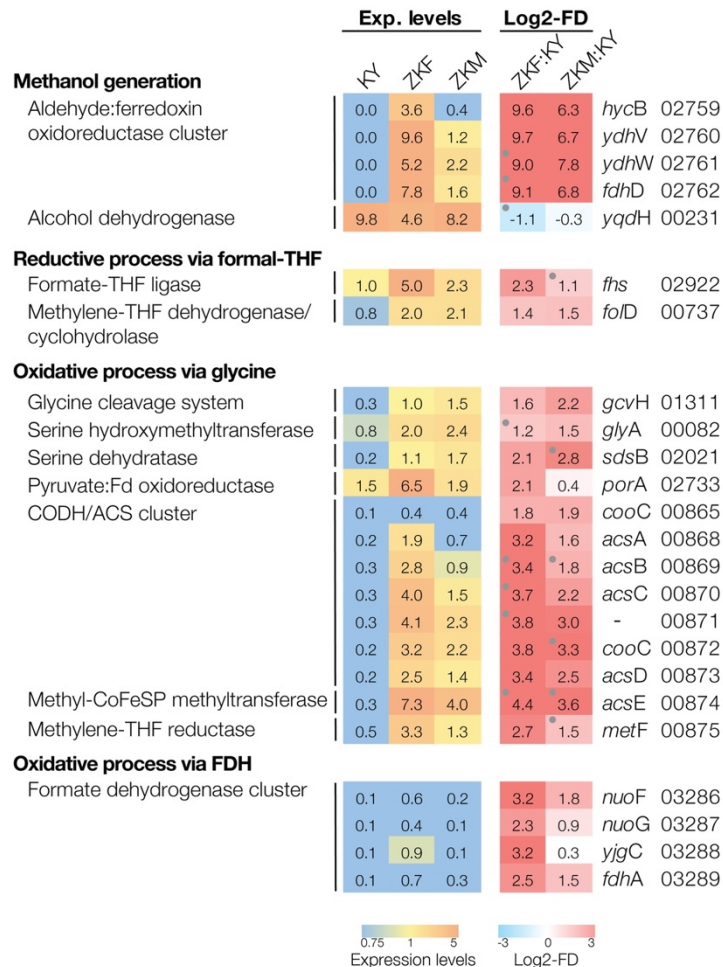 Exp. levels Log2-FD
KY ZKF ZKM ZKF:KY ZKM:KY
Methanol generation
Aldehyde:ferredoxin 0.0 3.6 0.4 9.6 6.3 hycB 02759
oxidoreductase cluster 0.0 9.6 1.2 9.7 6.7 ydhV 02760
0.0 5.2 2.2 9.0 7.8 ydhW 02761
0.0 7.8 1.6 9.1 6.8 fdhD 02762
Alcohol dehydrogenase 9.8 4.6 8.2 -1.1 -0.3 yqdH 00231
Reductive process via formal-THF
Formate-THF ligase 1.0 5.0 2.3 2.3 1.1 fhs 02922
Methylene-THF dehydrogenase/ 0.8 2.0 2.1 1.4 1.5 folD 00737
cyclohydrolase
Oxidative process via glycine
Glycine cleavage system 0.3 1.0 1.5 1.6 2.2 gcvH 01311
Serine hydroxymethyltransferase 0.8 2.0 2.4 1.2 1.5 glyA 00082
Serine dehydratase 0.2 1.1 1.7 2.1 2.8 sdsB 02021
Pyruvate:Fd oxidoreductase 1.5 6.5 1.9 2.1 0.4 porA 02733
CODH/ACS cluster 0.1 0.4 0.4 1.8 1.9 cooC 00865
0.2 1.9 0.7 3.2 1.6 acsA 00868
0.3 2.8 0.9 3.4 1.8 acsB 00869
0.3 4.0 1.5 3.7 2.2 acsC 00870
0.3 4.1 2.3 3.8 3.0 - 00871
0.2 3.2 2.2 3.8 3.3 cooC 00872
0.2 2.5 1.4 3.4 2.5 acsD 00873
Methyl-CoFeSP methyltransferase 0.3 7.3 4.0 4.4 3.6 acsE 00874
Methylene-THF reductase 0.5 3.3 1.3 2.7 1.5 metF 00875
Oxidative process via FDH
Formate dehydrogenase cluster 0.1 0.6 0.2 3.2 1.8 nuoF 03286
0.1 0.4 0.1 2.3 0.9 nuoG 03287
0.1 0.9 0.1 3.2 0.3 yjgC 03288
0.1 0.7 0.3 2.5 1.5 fdhA 03289
0.75 1 5 -3 0 3
Expression levels Log2-FD